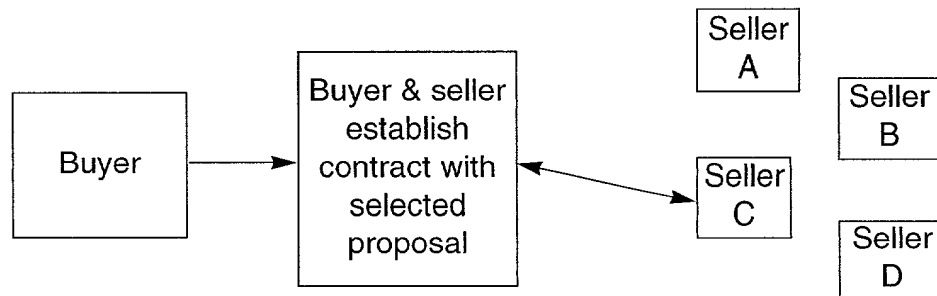 Buyer
Buyer & seller
establish
contract with
selected
proposal
Seller
A
Seller
B
Seller
C
Seller
D